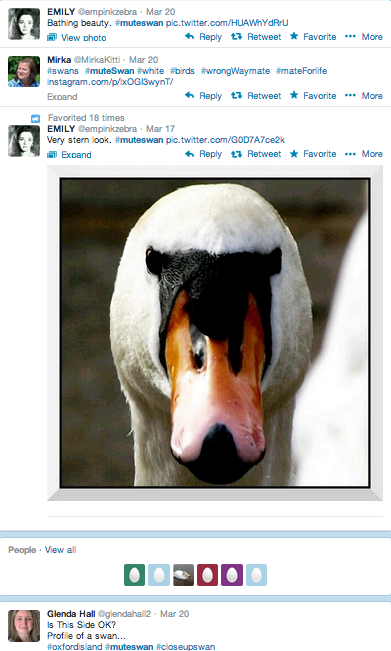 EMILY @empinkzebra · Mar 20
Bathing beauty. #muteswan pic.twitter.com/HUAWhYdRrU
View photo Reply Retweet Favorite More
Mirka @MirkaKitti · Mar 20
#swans #muteSwan #white #birds #wrongWaymate #mateForlife
instagram.com/p/lxOGI3wynT/
Expand Reply Retweet Favorite More
Favorited 18 times
EMILY @empinkzebra · Mar 17
Very stern look. #muteswan pic.twitter.com/G0D7A7ce2k
Expand Reply Retweet Favorite More
People · View all
Glenda Hall @glendahall2 · Mar 20
Is This Side OK?
Profile of a swan...
#oxfordisland #muteswan #closeupswan